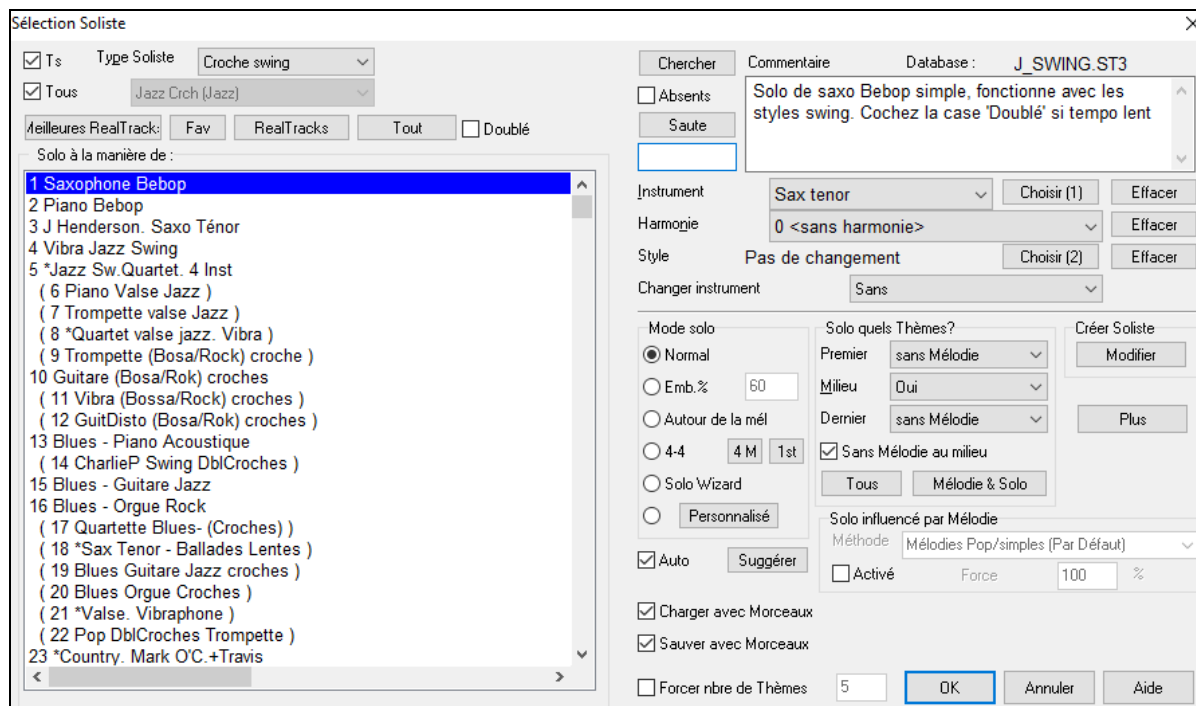 Sélection Soliste
Ts Type Soliste Croche swing
Tous Jazz Crch (Jazz)
Meilleures RealTrack: Fav RealTracks Tout Doublé
Solo à la manière de :
1 Saxophone Bebop
2 Piano Bebop
3 J Henderson. Saxo Ténor
4 Vibra Jazz Swing
5 *Jazz Sw.Quartet. 4 Inst
( 6 Piano Valse Jazz )
( 7 Trompette valse Jazz )
( 8 *Quartet valse jazz. Vibra )
( 9 Trompette (Bosa/Rock) croche )
10 Guitare (Bosa/Rok) croches
( 11 Vibra (Bossa/Rock) croches )
( 12 GuitDisto (Bosa/Rok) croches )
13 Blues - Piano Acoustique
( 14 CharlieP Swing DblCroches )
15 Blues - Guitare Jazz
16 Blues - Orgue Rock
( 17 Quartette Blues- (Croches) )
( 18 *Sax Tenor - Ballades Lentes )
( 19 Blues Guitare Jazz croches )
( 20 Blues Orgue Croches )
( 21 *Valse. Vibraphone )
( 22 Pop DblCroches Trompette )
23 *Country. Mark O'C.+Travis
Chercher Commentaire Database : J_SWING.ST3
Absents
Saute
Solo de saxo Bebop simple, fonctionne avec les
styles swing. Cochez la case 'Doublé' si tempo lent
Instrument Sax tenor Choisir (1) Effacer
Harmonie 0 <sans harmonie> Effacer
Style Pas de changement Choisir (2) Effacer
Changer instrument Sans
Mode solo
Normal
Emb.% 60
Autour de la mél
4-4 4 M 1st
Solo Wizard
Personnalisé
Solo quels Thèmes?
Premier sans Mélodie
Milieu Oui
Dernier sans Mélodie
Sans Mélodie au milieu
Tous Mélodie & Solo
Créer Soliste
Modifier
Plus
Auto Suggérer
Solo influencé par Mélodie
Méthode Mélodies Pop/simples (Par Défaut)
Activé Force 100 %
Charger avec Morceaux
Sauver avec Morceaux
Forcer nbre de Thèmes 5 OK Annuler Aide